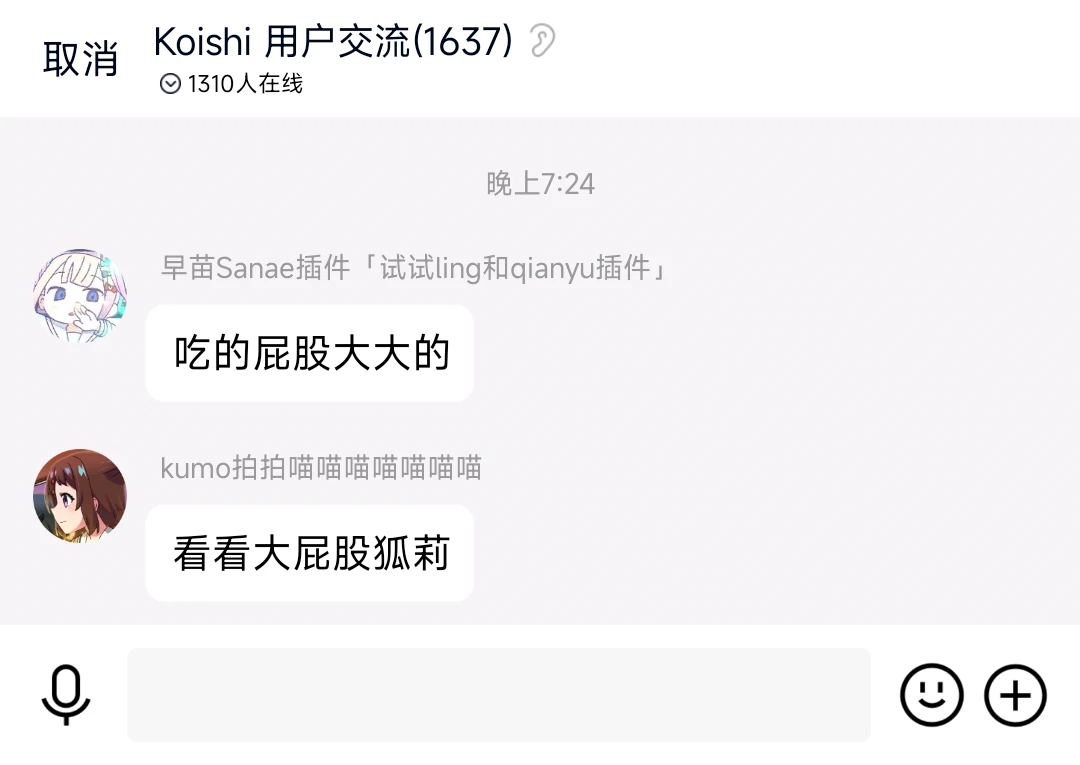 取消
Koishi 用户交流(1637)
1310人在线
晚上7:24
早苗Sanae插件「试试ling和qianyu插件」
吃的屁股大大的
kumo拍拍喵喵喵喵喵喵喵
看看大屁股狐莉